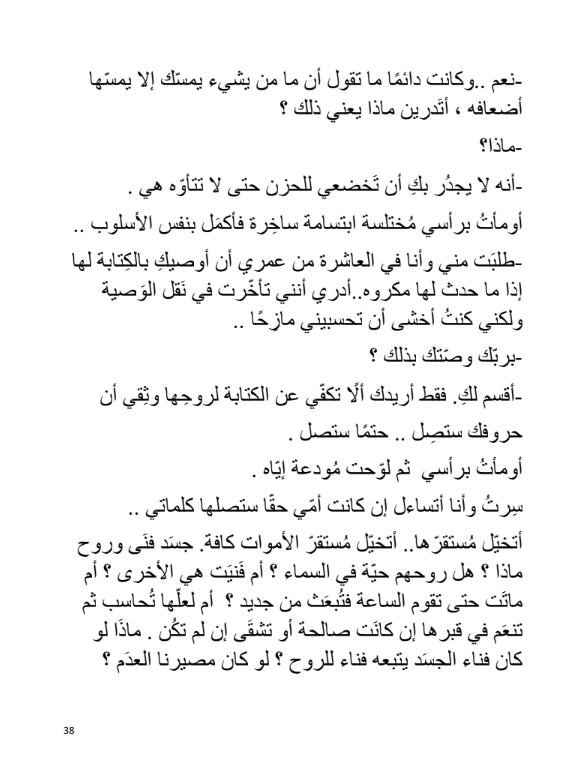 -نعم ..وكانت دائمًا ما تقول أن ما من يشيء يمسّك إلا يمسّها
أضعافه ، أتَدرين ماذا يعني ذلك ؟
-ماذا؟
-أنه لا يجدُر بكِ أن تَخضعي للحزن حتى لا تتأوّه هي .
أومأتُ برأسي مُختلسة ابتسامة ساخِرة فأكمَل بنفس الأسلوب ..
-طلبَت مني وأنا في العاشرة من عمري أن أوصيكِ بالكِتابة لها
إذا ما حدث لها مكروه..أدري أنني تأخّرت في نَقل الوَصية
ولكني كنتُ أخشى أن تحسبيني مازِحًا ..
-بربّك وصّتك بذلك ؟
-أقسم لكِ. فقط أريدك ألّا تكفّي عن الكتابة لروحِها وثِقي أن
حروفك ستصِل .. حتمًا ستصل .
أومأتُ برأسي ثم لوّحت مُودعة إيّاه .
سِرتُ وأنا أتساءل إن كانت أمّي حقًا ستصلها كلماتي ..
أتخيّل مُستقرّها.. أتخيّل مُستقرّ الأموات كافة. جسَد فنَى وروح
ماذا ؟ هل روحهم حيّة في السماء ؟ أم فَنيَت هي الأخرى ؟ أم
ماتَت حتى تقوم الساعة فتُبعَث من جديد ؟ أم لعلّها تُحاسب ثم
تنعَم في قبرها إن كانَت صالحة أو تشقَى إن لم تكُن . ماذَا لو
كان فناء الجسَد يتبعه فناء للروح ؟ لو كان مصيرنا العدَم ؟
38